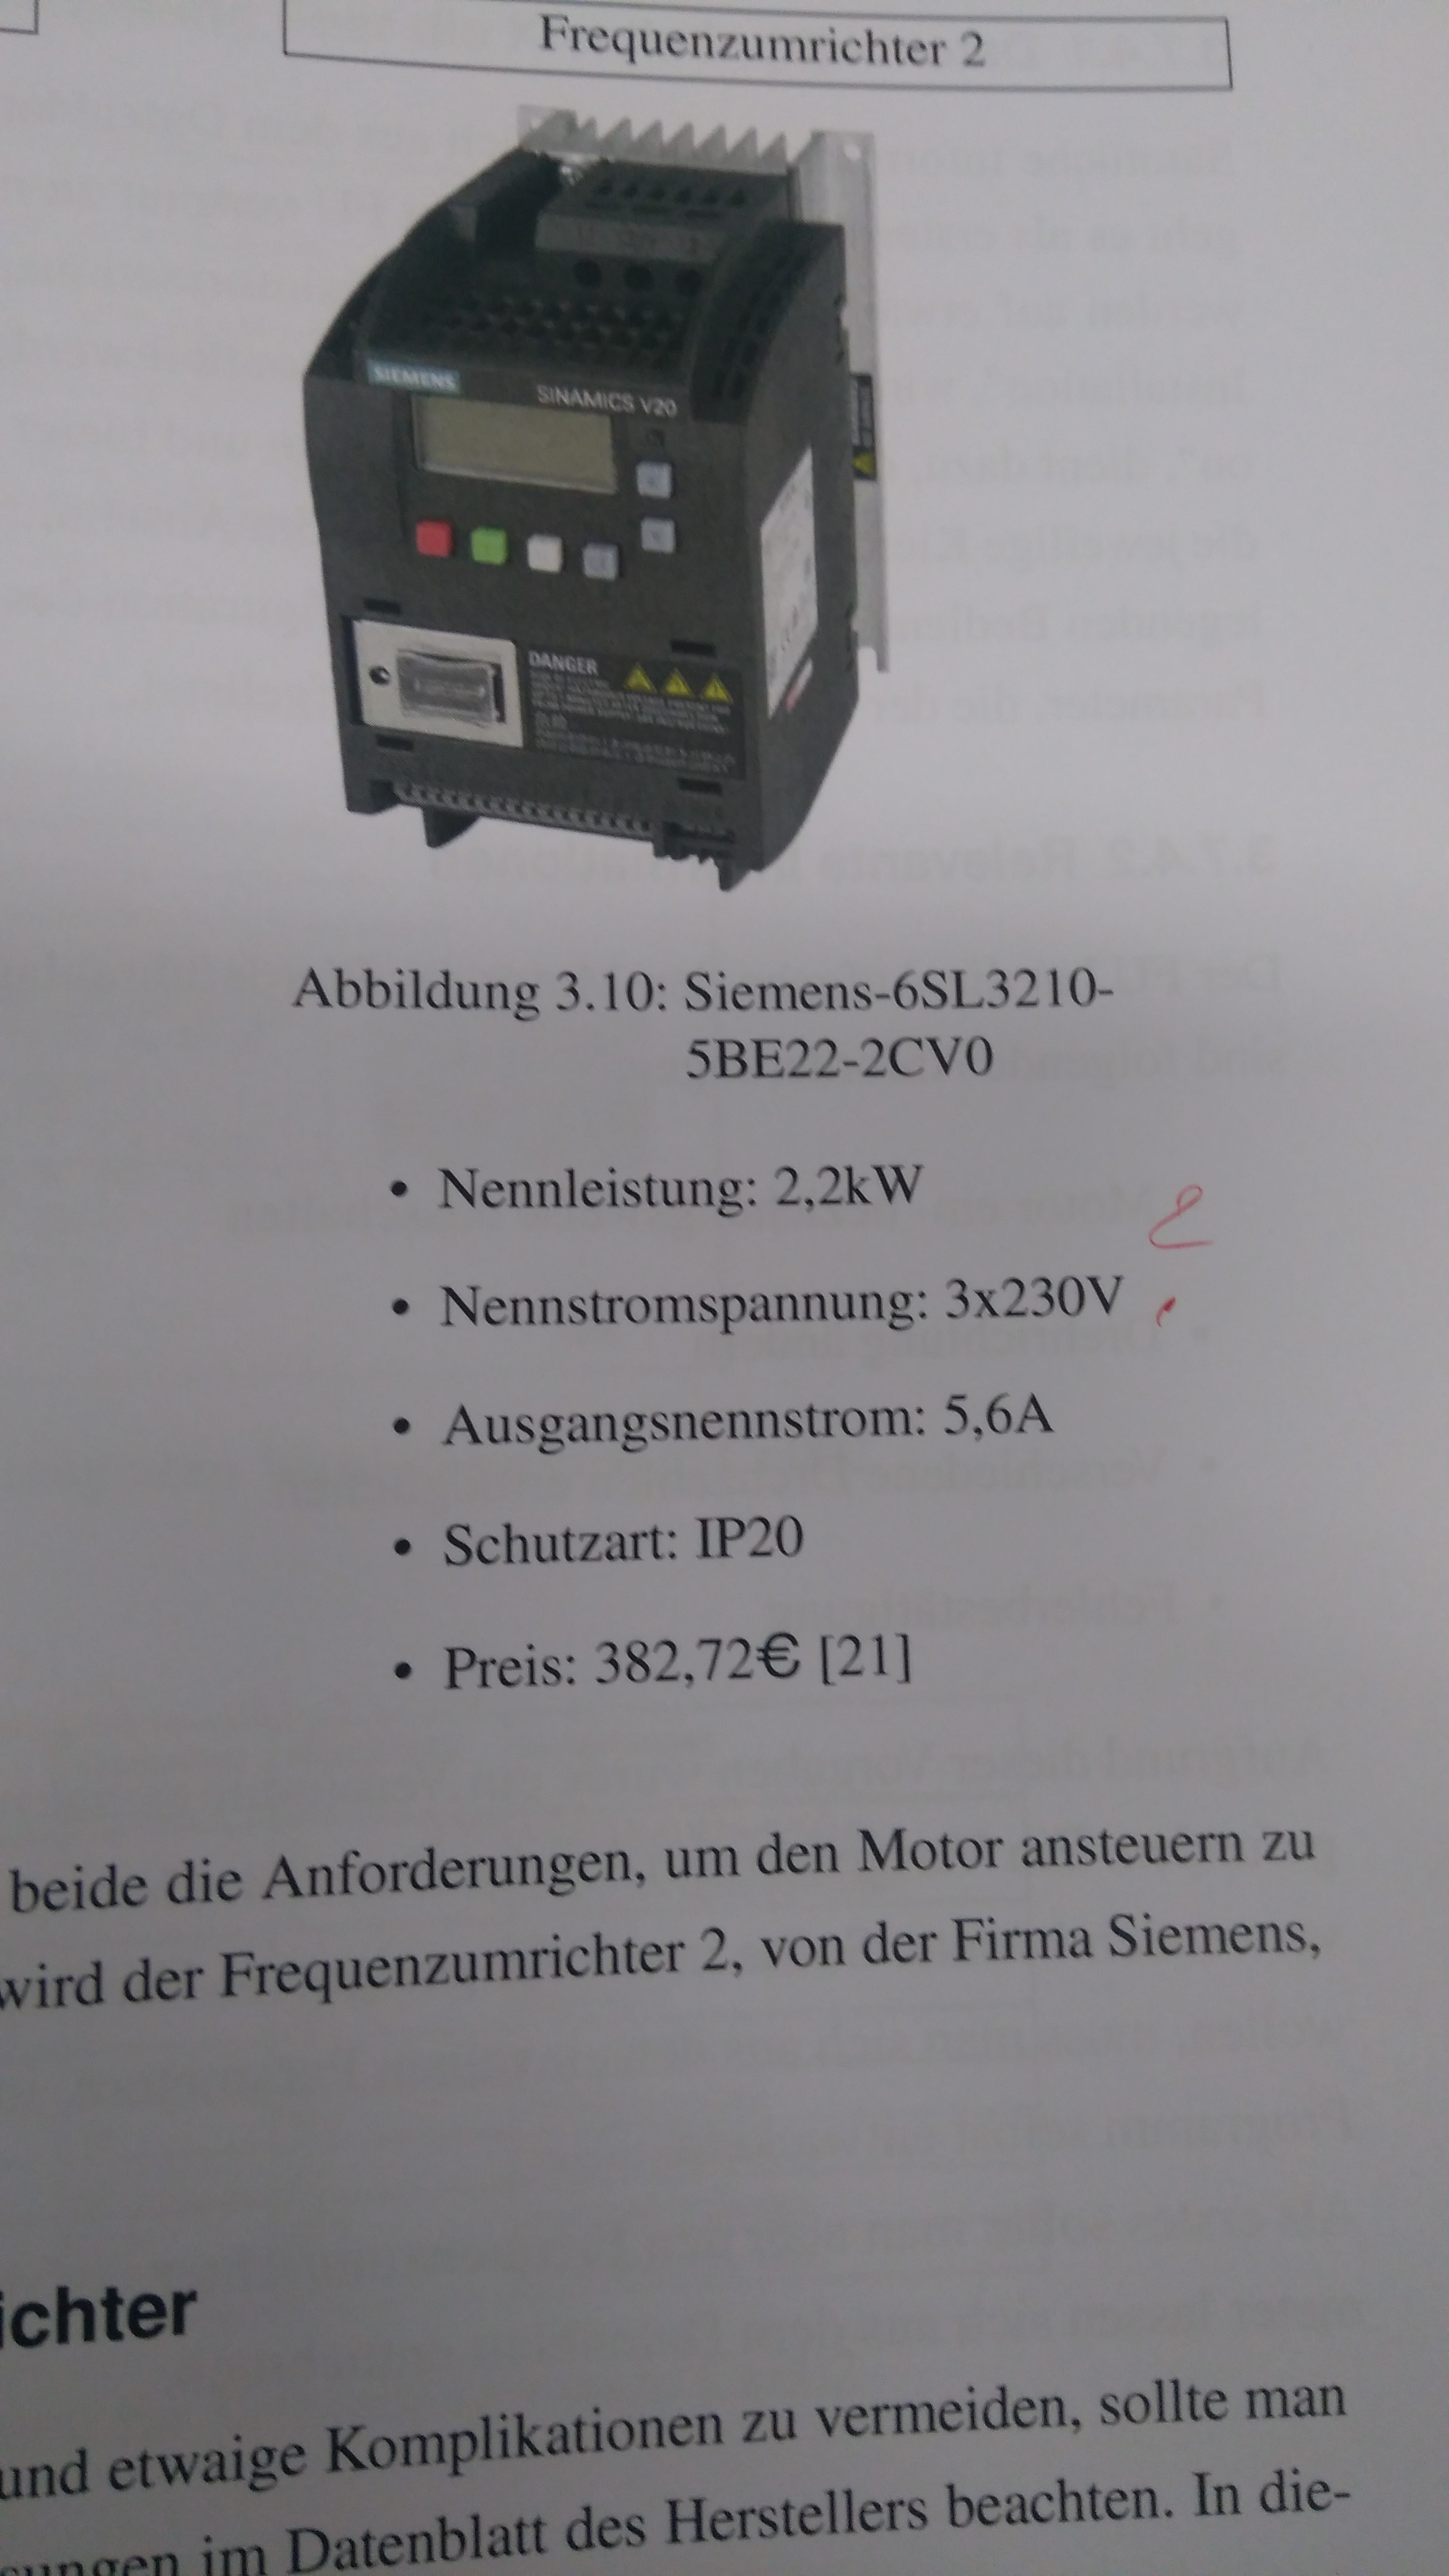 Frequenzumrichter 2
SIEMENS
SINAMICS V20
DANGER
Abbildung 3.10: Siemens-6SL3210-
5BE22-2CV0
• Nennleistung: 2,2kW
• Nennstromspannung: 3x230V
• Ausgangsnennstrom: 5,6A
• Schutzart: IP20
• Preis: 382,72€ [21]
beide die Anforderungen, um den Motor ansteuern zu
wird der Frequenzumrichter 2, von der Firma Siemens,
ichter
und etwaige Komplikationen zu vermeiden, sollte man
sungen im Datenblatt des Herstellers beachten. In die-